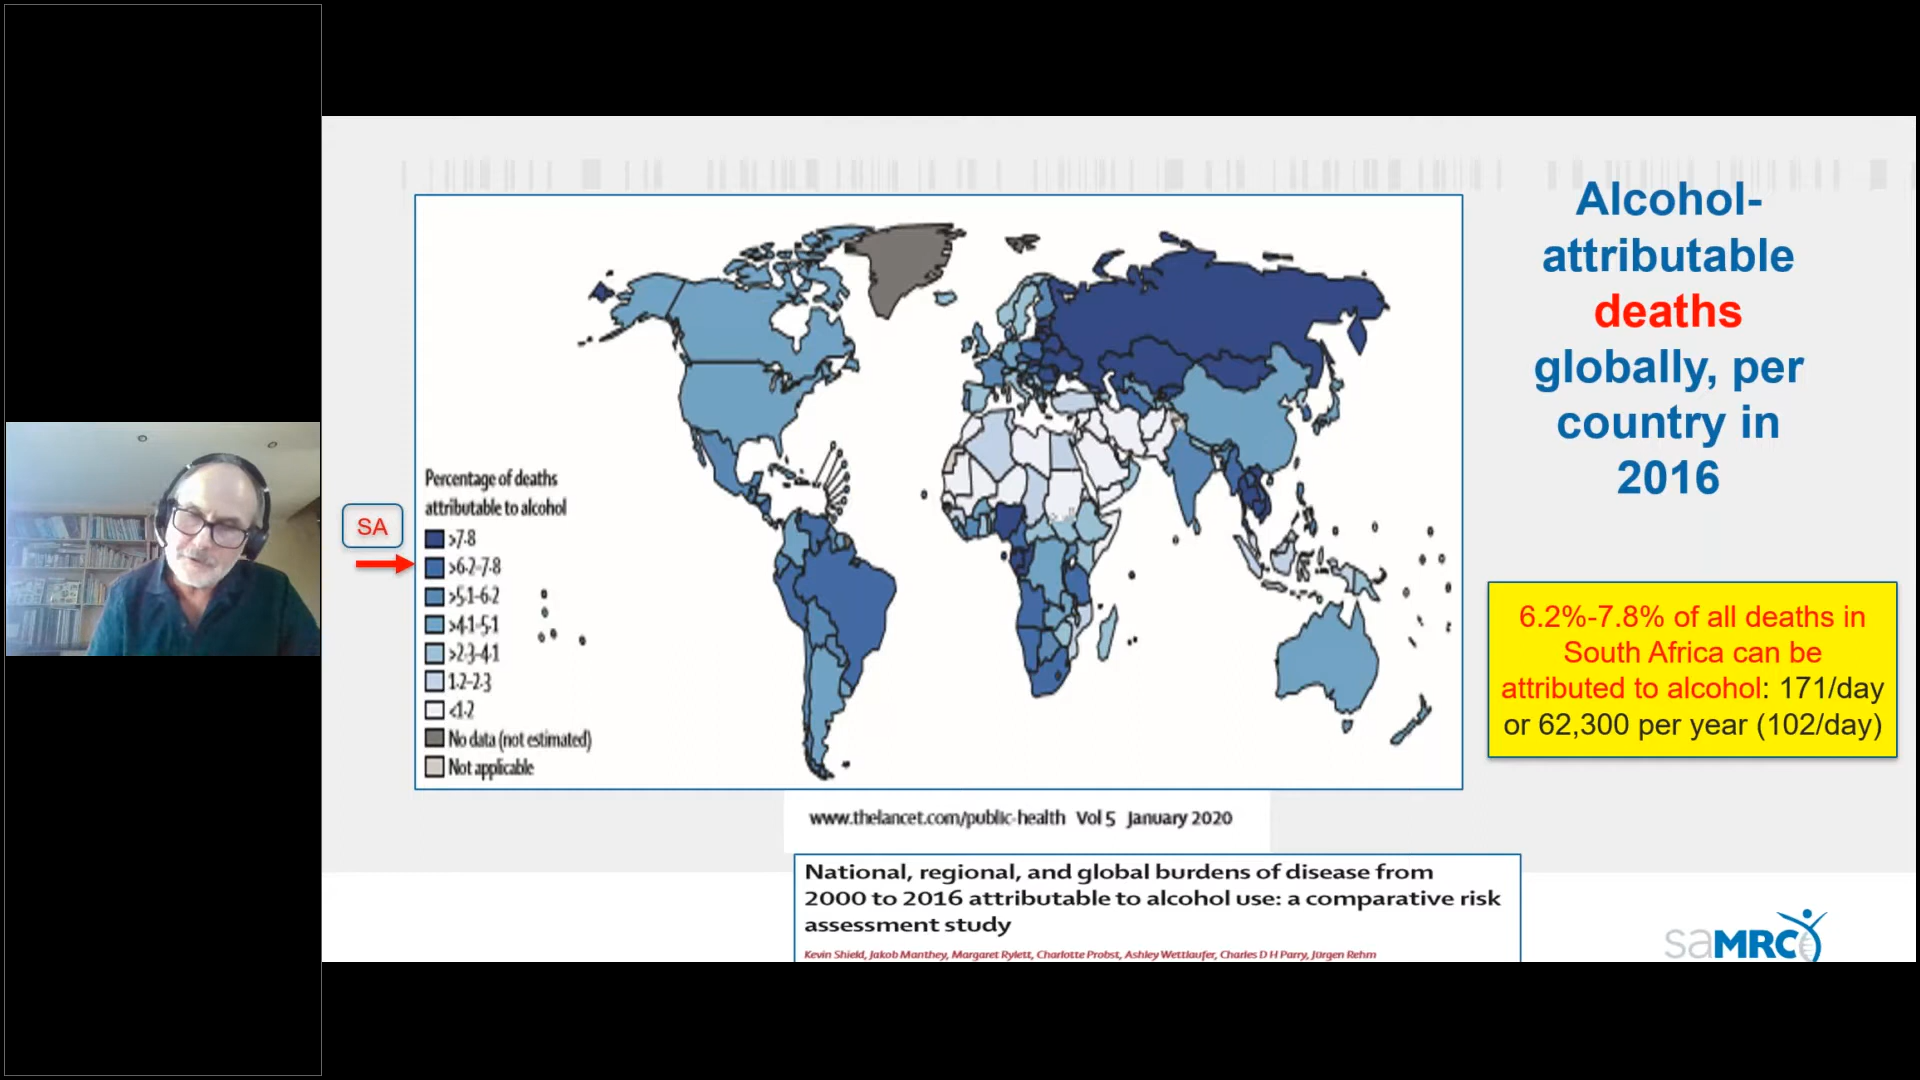 Alcohol-
attributable
deaths
globally, per
country in
2016
Percentage of deaths
attributable to alcohol
>7·8
>6·2–7·8
>5·1–6·2
>4·1–5·1
>2·3–4·1
1·2–2·3
<1·2
No data (not estimated)
Not applicable
SA
6.2%-7.8% of all deaths in
South Africa can be
attributed to alcohol: 171/day
or 62,300 per year (102/day)
www.thelancet.com/public-health Vol 5 January 2020
National, regional, and global burdens of disease from
2000 to 2016 attributable to alcohol use: a comparative risk
assessment study
Kevin Shield, Jakob Manthey, Margaret Rylett, Charlotte Probst, Ashley Wettlaufer, Charles D H Parry, Jürgen Rehm
saMRC